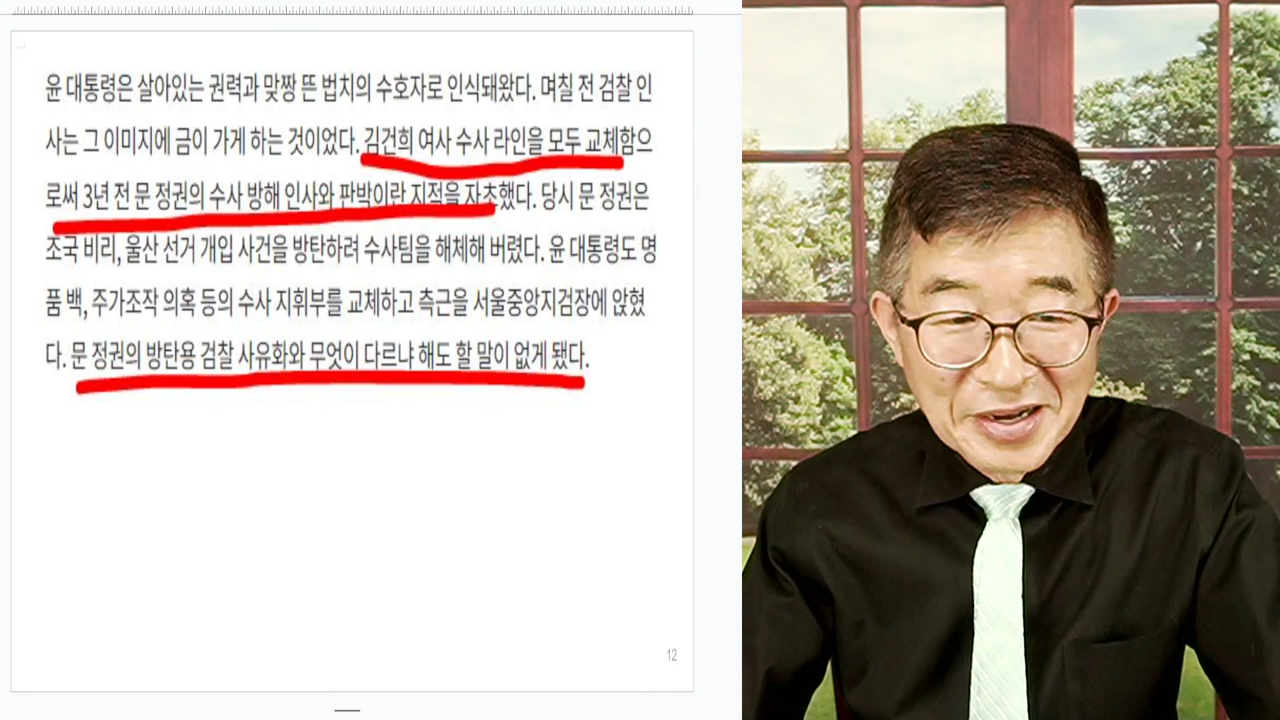 윤 대통령은 살아있는 권력과 맞짱 뜬 법치의 수호자로 인식돼왔다. 며칠 전 검찰 인
사는 그 이미지에 금이 가게 하는 것이었다. 김건희 여사 수사 라인을 모두 교체함으
로써 3년 전 문 정권의 수사 방해 인사와 판박이란 지적을 자초했다. 당시 문 정권은
조국 비리, 울산 선거 개입 사건을 방탄하려 수사팀을 해체해 버렸다. 윤 대통령도 명
품 백, 주가조작 의혹 등의 수사 지휘부를 교체하고 측근을 서울중앙지검장에 앉혔
다. 문 정권의 방탄용 검찰 사유화와 무엇이 다르냐 해도 할 말이 없게 됐다.
12